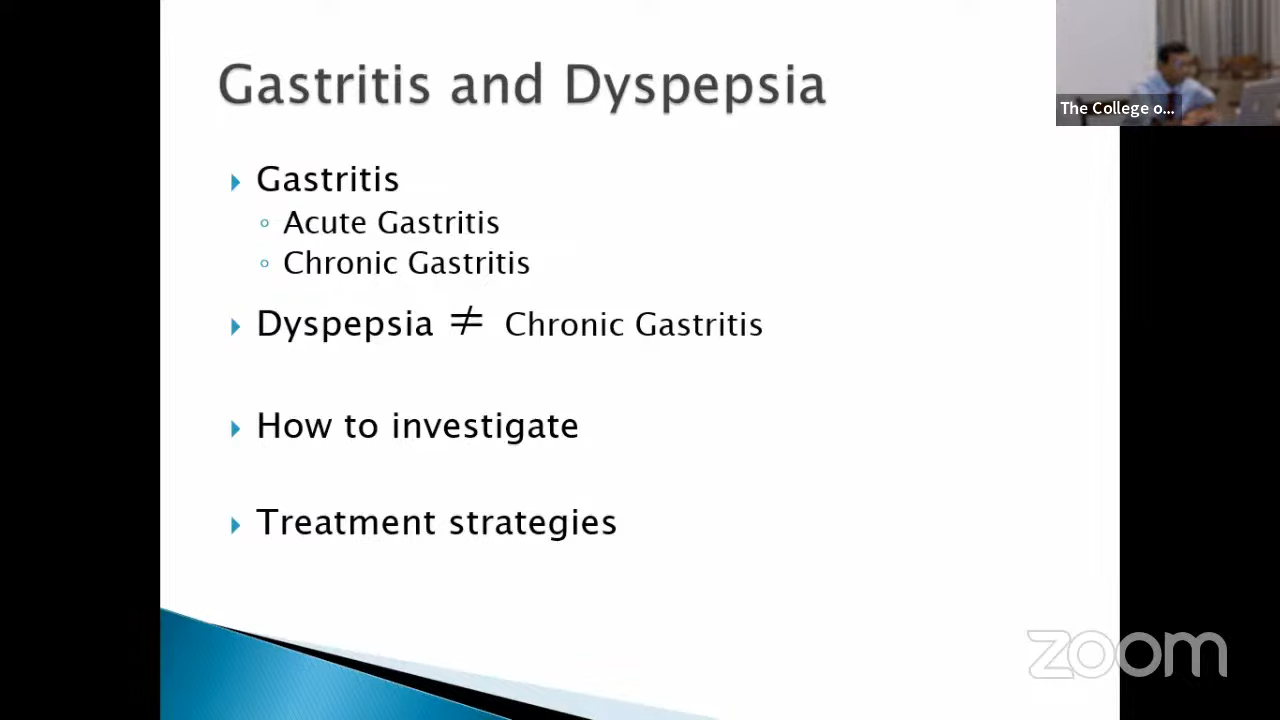 Gastritis and Dyspepsia
The College o...
Gastritis
Acute Gastritis
Chronic Gastritis
Dyspepsia ≠ Chronic Gastritis
How to investigate
Treatment strategies
zoom